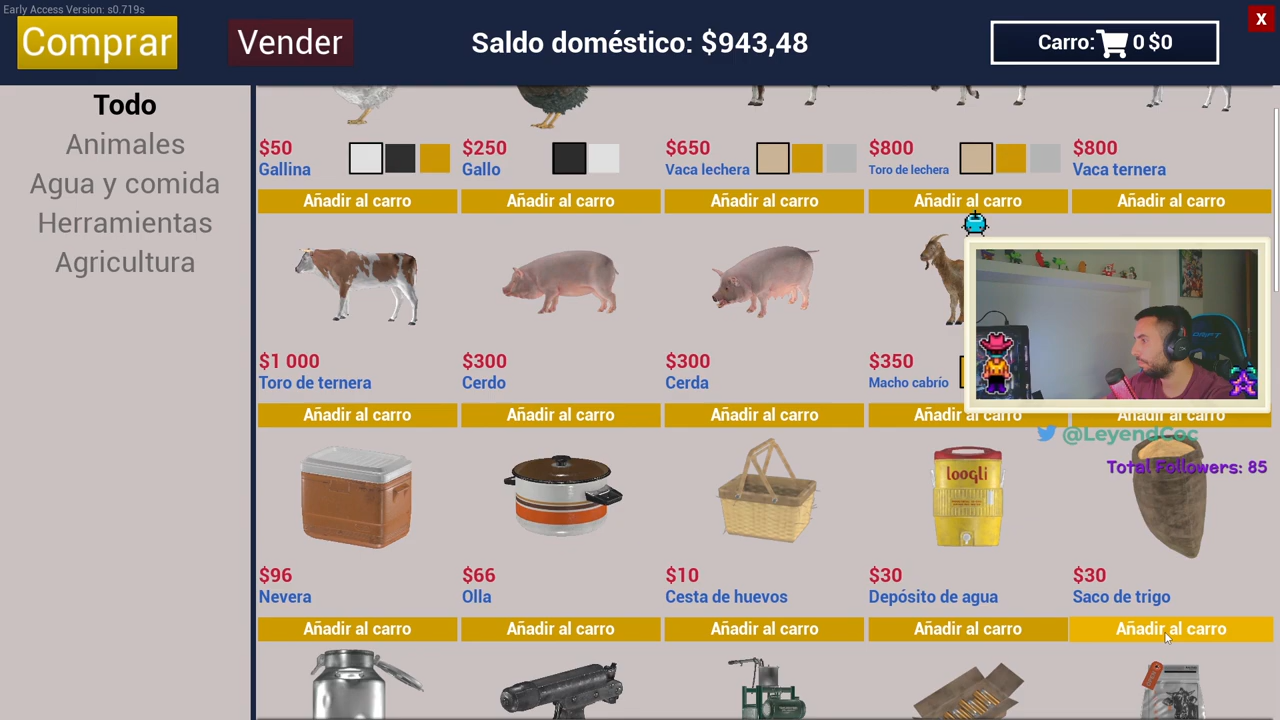 Early Access Version: s0.719s
Comprar
Vender
Saldo doméstico: $943,48
Carro: 0 $0
X
Todo
Animales
Agua y comida
Herramientas
Agricultura
$50
Gallina
$250
Gallo
$650
Vaca lechera
$800
Toro de lechera
$800
Vaca ternera
Añadir al carro
Añadir al carro
Añadir al carro
Añadir al carro
Añadir al carro
$1 000
Toro de ternera
$300
Cerdo
$300
Cerda
$350
Macho cabrío
Añadir al carro
Añadir al carro
Añadir al carro
Añadir al carro
Añadir al carro
@LeyendCoc
Total Followers: 85
loogli
$96
Nevera
$66
Olla
$10
Cesta de huevos
$30
Depósito de agua
$30
Saco de trigo
Añadir al carro
Añadir al carro
Añadir al carro
Añadir al carro
Añadir al carro